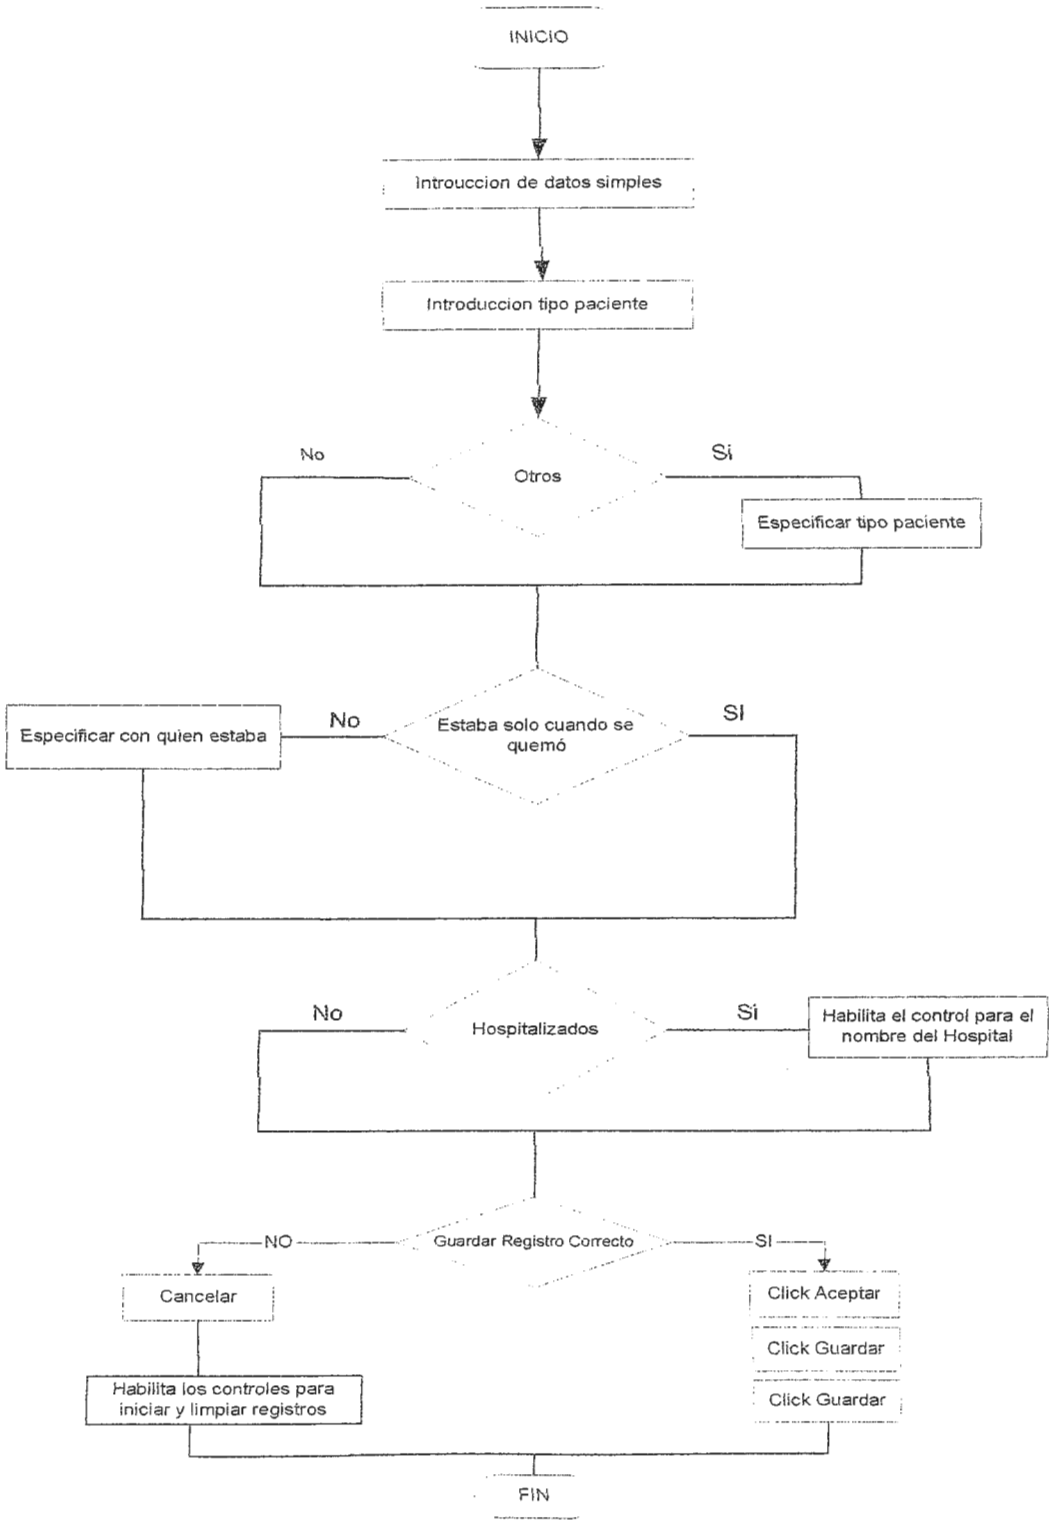 INICIO
Introuccion de datos simples
Introduccion tipo paciente
No
Si
Otros
Especificar tipo paciente
No
SI
Estaba solo cuando se
quemó
Especificar con quien estaba
No
Si
Hospitalizados
Habilita el control para el
nombre del Hospital
NO
Guardar Registro Correcto
SI
Cancelar
Click Aceptar
Click Guardar
Habilita los controles para
iniciar y limpiar registros
Click Guardar
FIN